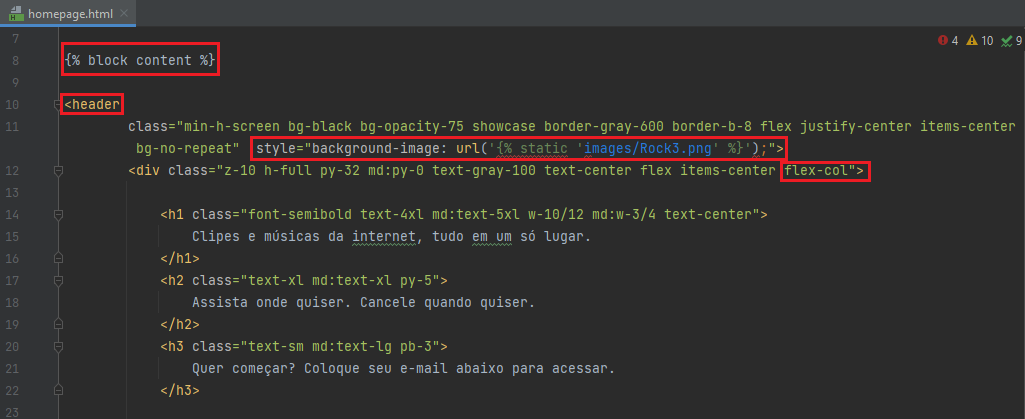 homepage.html ×
4 10 9
7
8 {% block content %}
9
10 <header
11 class="min-h-screen bg-black bg-opacity-75 showcase border-gray-600 border-b-8 flex justify-center items-center
bg-no-repeat" style="background-image: url('{% static 'images/Rock3.png' %}');">
12 <div class="z-10 h-full py-32 md:py-0 text-gray-100 text-center flex items-center flex-col">
13
14 <h1 class="font-semibold text-4xl md:text-5xl w-10/12 md:w-3/4 text-center">
15 Clipes e músicas da internet, tudo em um só lugar.
16 </h1>
17 <h2 class="text-xl md:text-xl py-5">
18 Assista onde quiser. Cancele quando quiser.
19 </h2>
20 <h3 class="text-sm md:text-lg pb-3">
21 Quer começar? Coloque seu e-mail abaixo para acessar.
22 </h3>
23